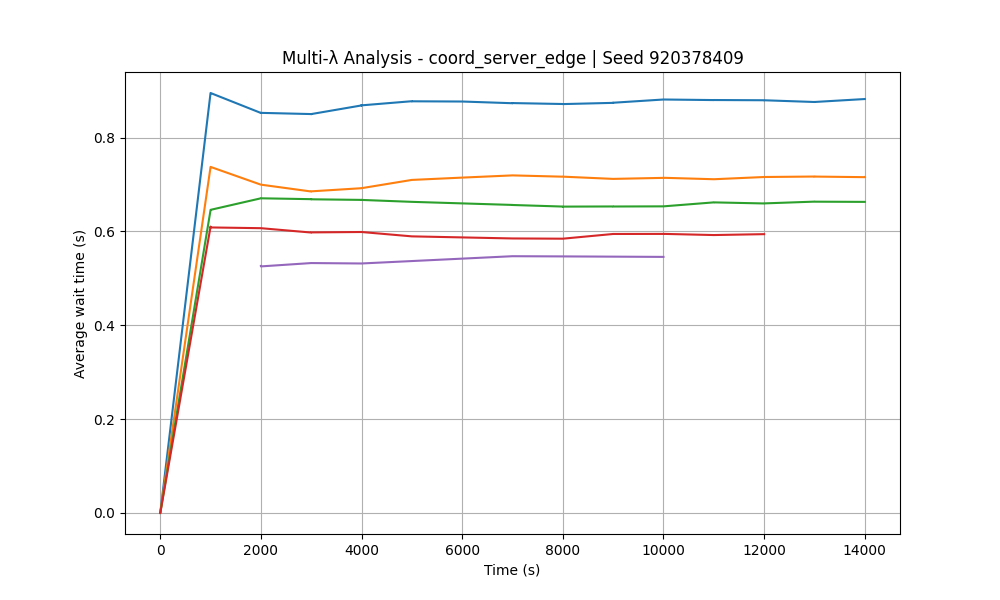 Multi-λ Analysis - coord_server_edge | Seed 920378409
Average wait time (s)
0.8
0.6
0.4
0.2
0.0
0 2000 4000 6000 8000 10000 12000 14000
Time (s)